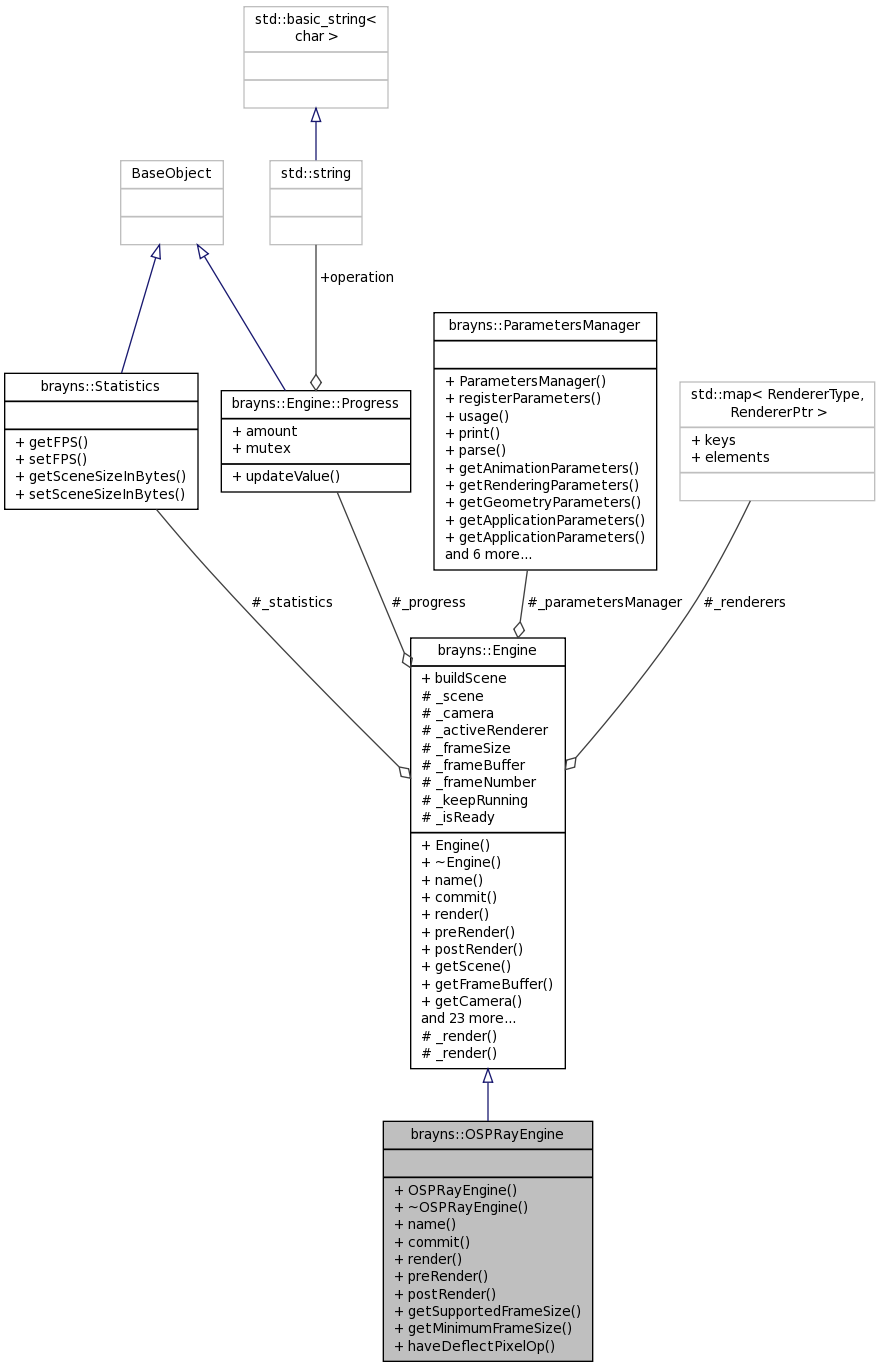 std::basic_string<
char >
BaseObject
std::string
+operation
brayns::ParametersManager
+ ParametersManager()
+ registerParameters()
+ usage()
+ print()
+ parse()
+ getAnimationParameters()
+ getRenderingParameters()
+ getGeometryParameters()
+ getApplicationParameters()
+ getApplicationParameters()
and 6 more...
brayns::Statistics
+ getFPS()
+ setFPS()
+ getSceneSizeInBytes()
+ setSceneSizeInBytes()
brayns::Engine::Progress
+ amount
+ mutex
+ updateValue()
std::map< RendererType,
RendererPtr >
+ keys
+ elements
#_statistics
#_progress
#_parametersManager
#_renderers
brayns::Engine
+ buildScene
# _scene
# _camera
# _activeRenderer
# _frameSize
# _frameBuffer
# _frameNumber
# _keepRunning
# _isReady
+ Engine()
+ ~Engine()
+ name()
+ commit()
+ render()
+ preRender()
+ postRender()
+ getScene()
+ getFrameBuffer()
+ getCamera()
and 23 more...
# _render()
# _render()
brayns::OSPRayEngine
+ OSPRayEngine()
+ ~OSPRayEngine()
+ name()
+ commit()
+ render()
+ preRender()
+ postRender()
+ getSupportedFrameSize()
+ getMinimumFrameSize()
+ haveDeflectPixelOp()